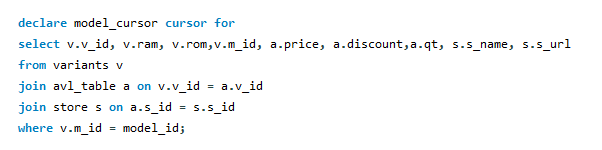 declare model_cursor cursor for
select v.v_id, v.ram, v.rom,v.m_id, a.price, a.discount,a.qt, s.s_name, s.s_url
from variants v
join avl_table a on v.v_id = a.v_id
join store s on a.s_id = s.s_id
where v.m_id = model_id;